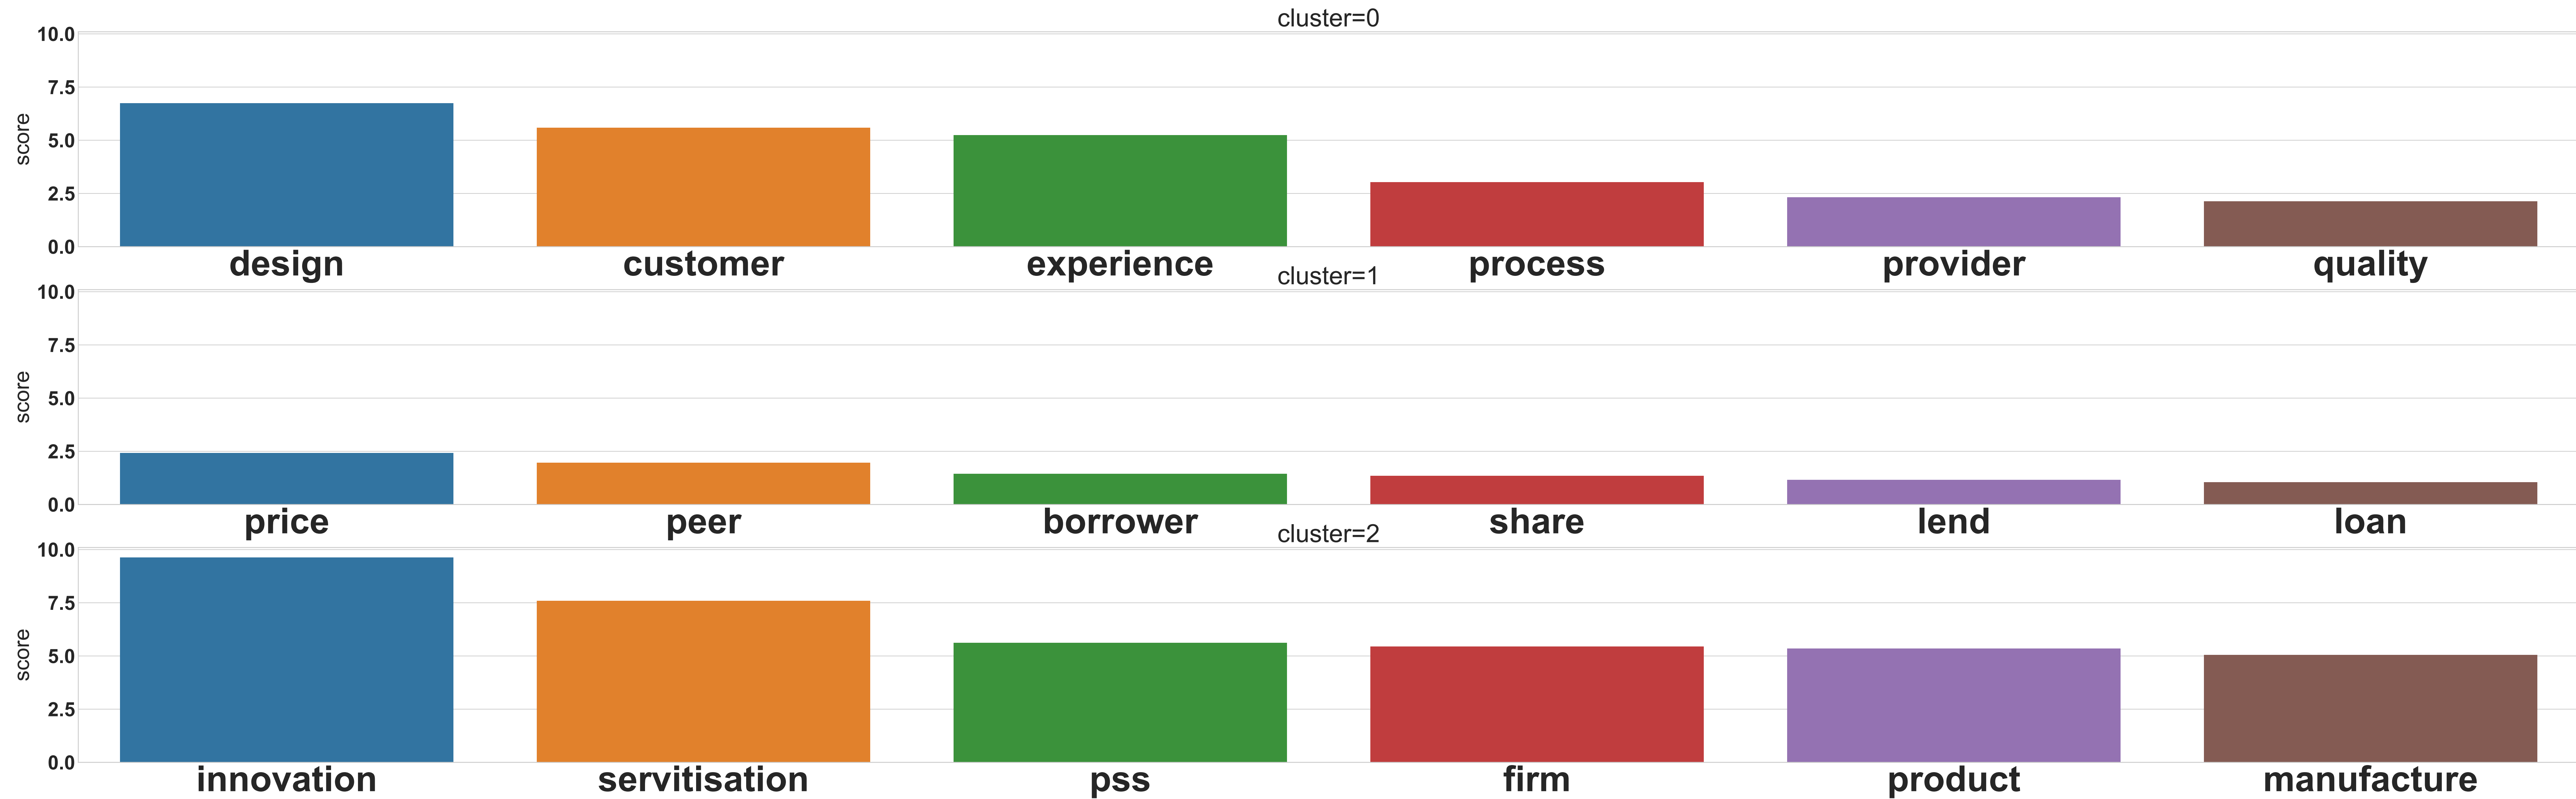 cluster=0
10.0
7.5
5.0
2.5
0.0
score
design customer experience process provider quality
cluster=1
10.0
7.5
5.0
2.5
0.0
score
price peer borrower share lend loan
cluster=2
10.0
7.5
5.0
2.5
0.0
score
innovation servitisation pss firm product manufacture